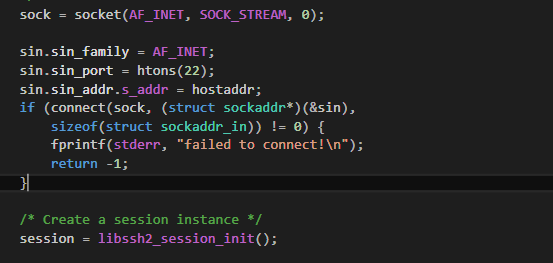 sock = socket(AF_INET, SOCK_STREAM, 0);
sin.sin_family = AF_INET;
sin.sin_port = htons(22);
sin.sin_addr.s_addr = hostaddr;
if (connect(sock, (struct sockaddr*)(&sin),
sizeof(struct sockaddr_in)) != 0) {
fprintf(stderr, "failed to connect!\n");
return -1;
}
/* Create a session instance */
session = libssh2_session_init();